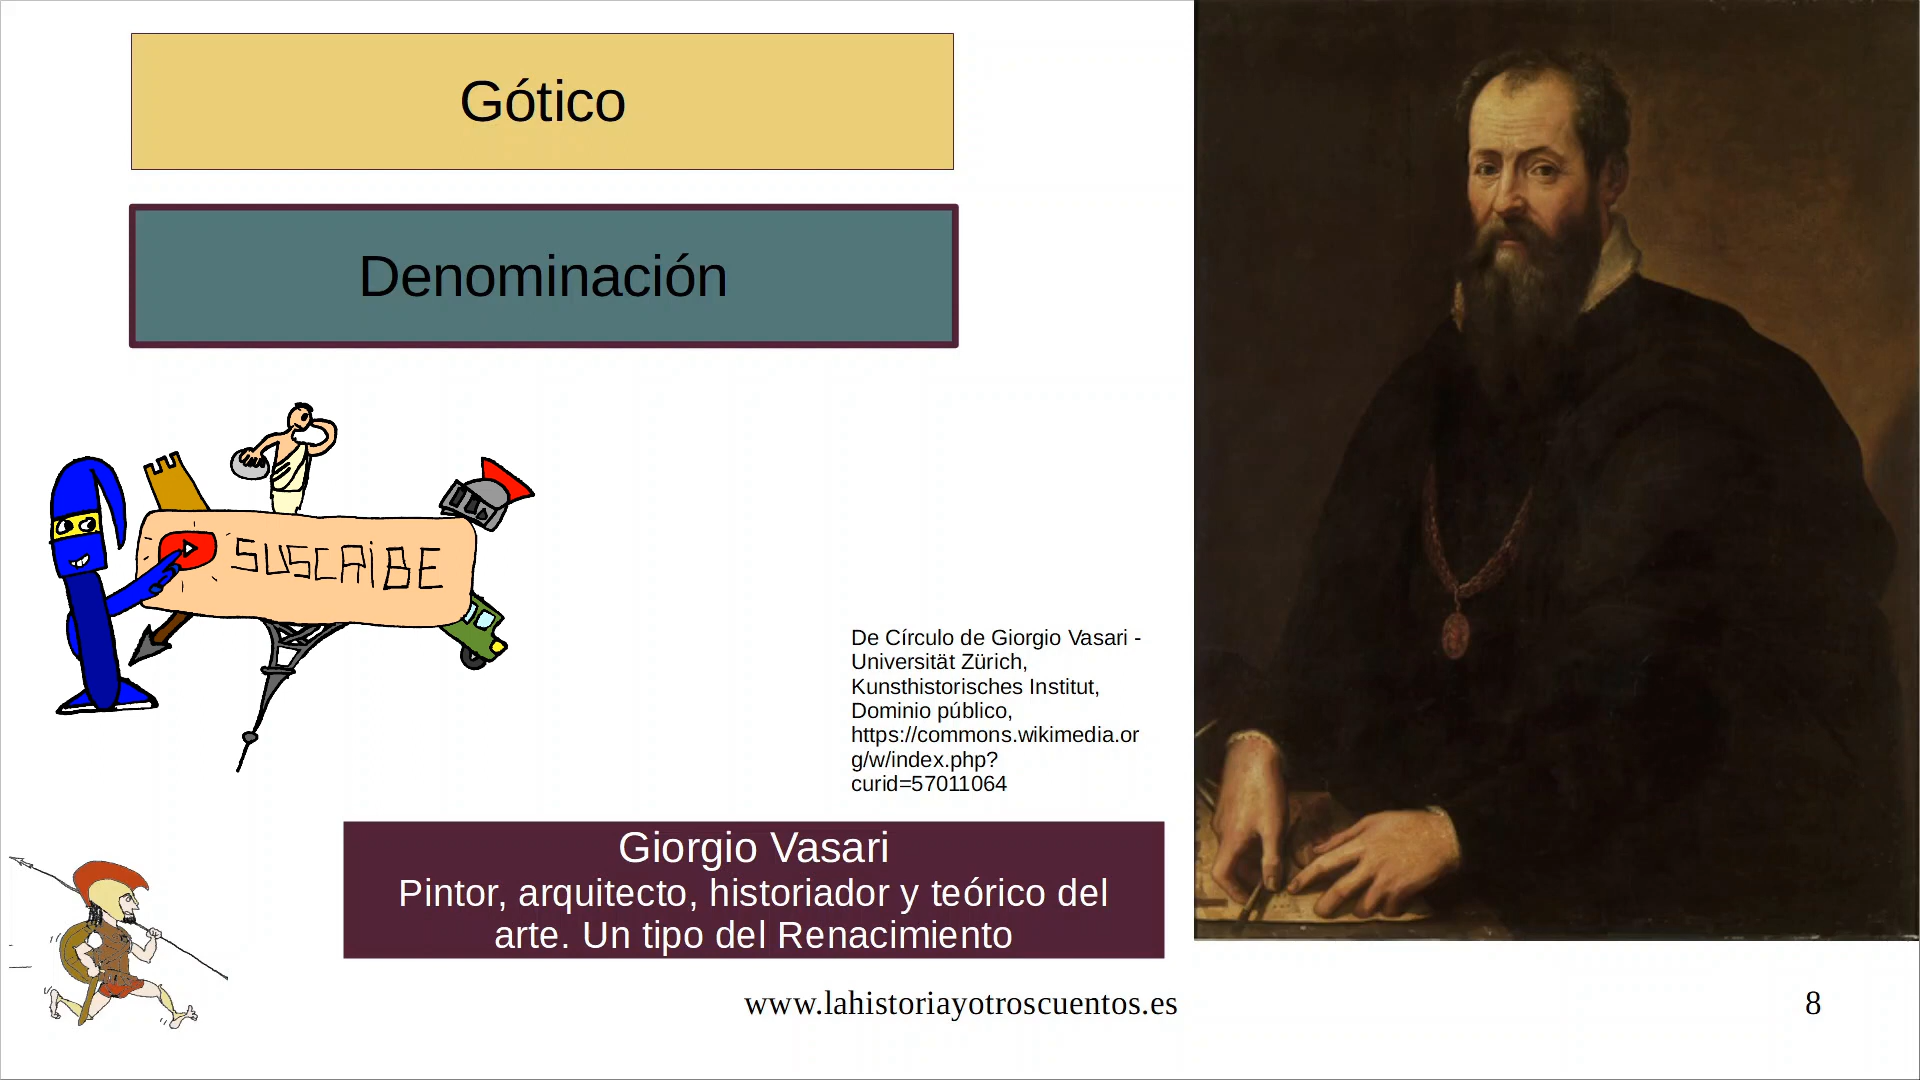 Gótico
Denominación
SUSCRIBE
De Círculo de Giorgio Vasari -
Universität Zürich,
Kunsthistorisches Institut,
Dominio público,
https://commons.wikimedia.or
g/w/index.php?
curid=57011064
Giorgio Vasari
Pintor, arquitecto, historiador y teórico del
arte. Un tipo del Renacimiento
www.lahistoriayotroscuentos.es
8